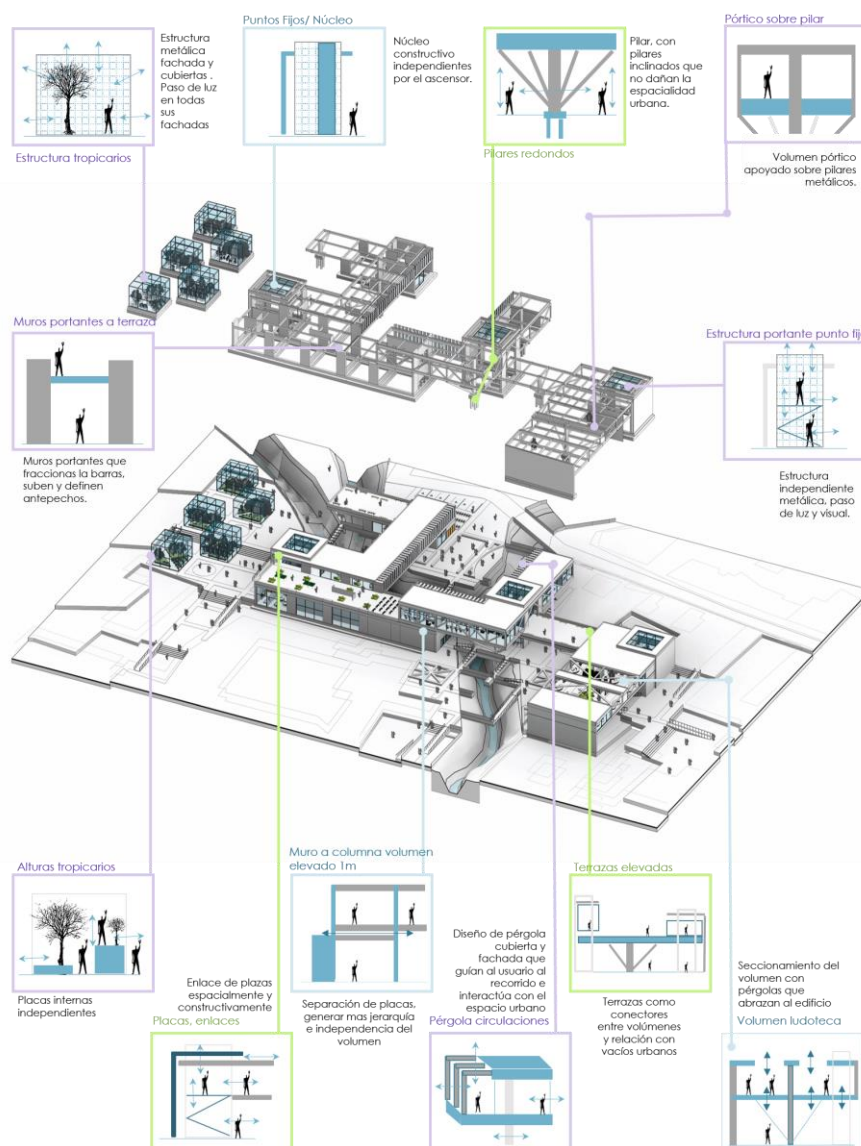 Estructura
metálica
fachada y
cubiertas .
Paso de luz
en todas
sus
fachadas
Estructura tropicarios
Puntos Fijos/ Núcleo
Núcleo
constructivo
independientes
por el ascensor.
Pilar, con
pilares
inclinados que
no dañan la
espacialidad
urbana.
Pilares redondos
Pórtico sobre pilar
Volumen pórtico
apoyado sobre pilares
metálicos.
Muros portantes a terraza
Muros portantes que
fraccionas la barras,
suben y definen
antepechos.
Estructura portante punto fijo
Estructura
independiente
metálica, paso
de luz y visual.
Alturas tropicarios
Placas internas
independientes
Enlace de plazas
espacialmente y
constructivamente
Placas, enlaces
Muro a columna volumen
elevado 1m
Separación de placas,
generar mas jerarquía
e independencia del
volumen
Diseño de pérgola
cubierta y
fachada que
guían al usuario al
recorrido e
interactúa con el
espacio urbano
Pérgola circulaciones
Terrazas elevadas
Terrazas como
conectores
entre volúmenes
y relación con
vacíos urbanos
Seccionamiento del
volumen con
pérgolas que
abrazan al edificio
Volumen ludoteca